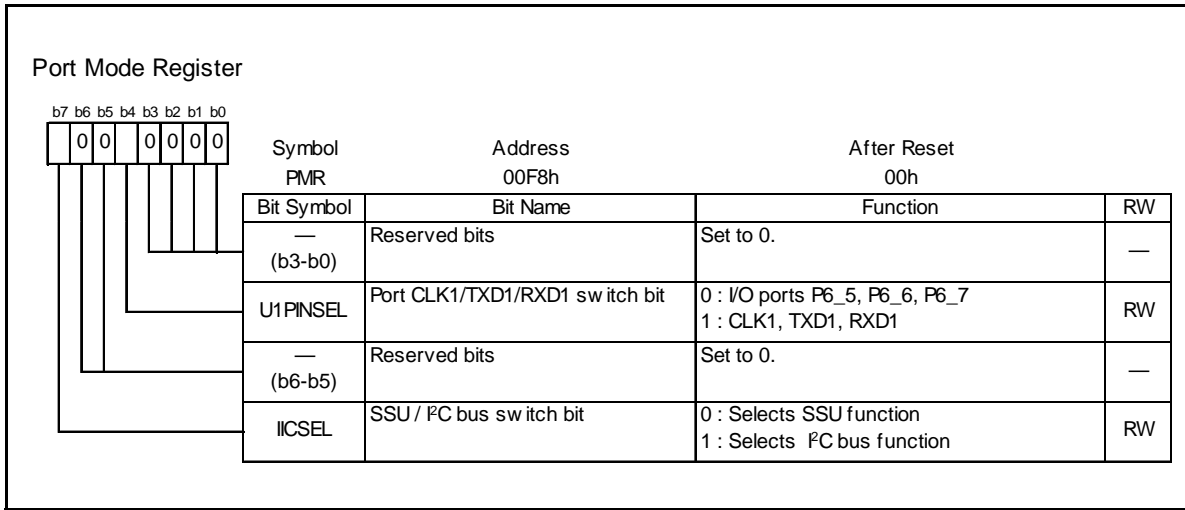 Port Mode Register
b7 b6 b5 b4 b3 b2 b1 b0
0 0 0 0 0 0
Symbol Address After Reset
PMR 00F8h 00h
Bit Symbol Bit Name Function RW
— (b3-b0) Reserved bits Set to 0. —
U1PINSEL Port CLK1/TXD1/RXD1 switch bit 0 : I/O ports P6_5, P6_6, P6_7
1 : CLK1, TXD1, RXD1 RW
— (b6-b5) Reserved bits Set to 0. —
IICSEL SSU / I²C bus switch bit 0 : Selects SSU function
1 : Selects I²C bus function RW